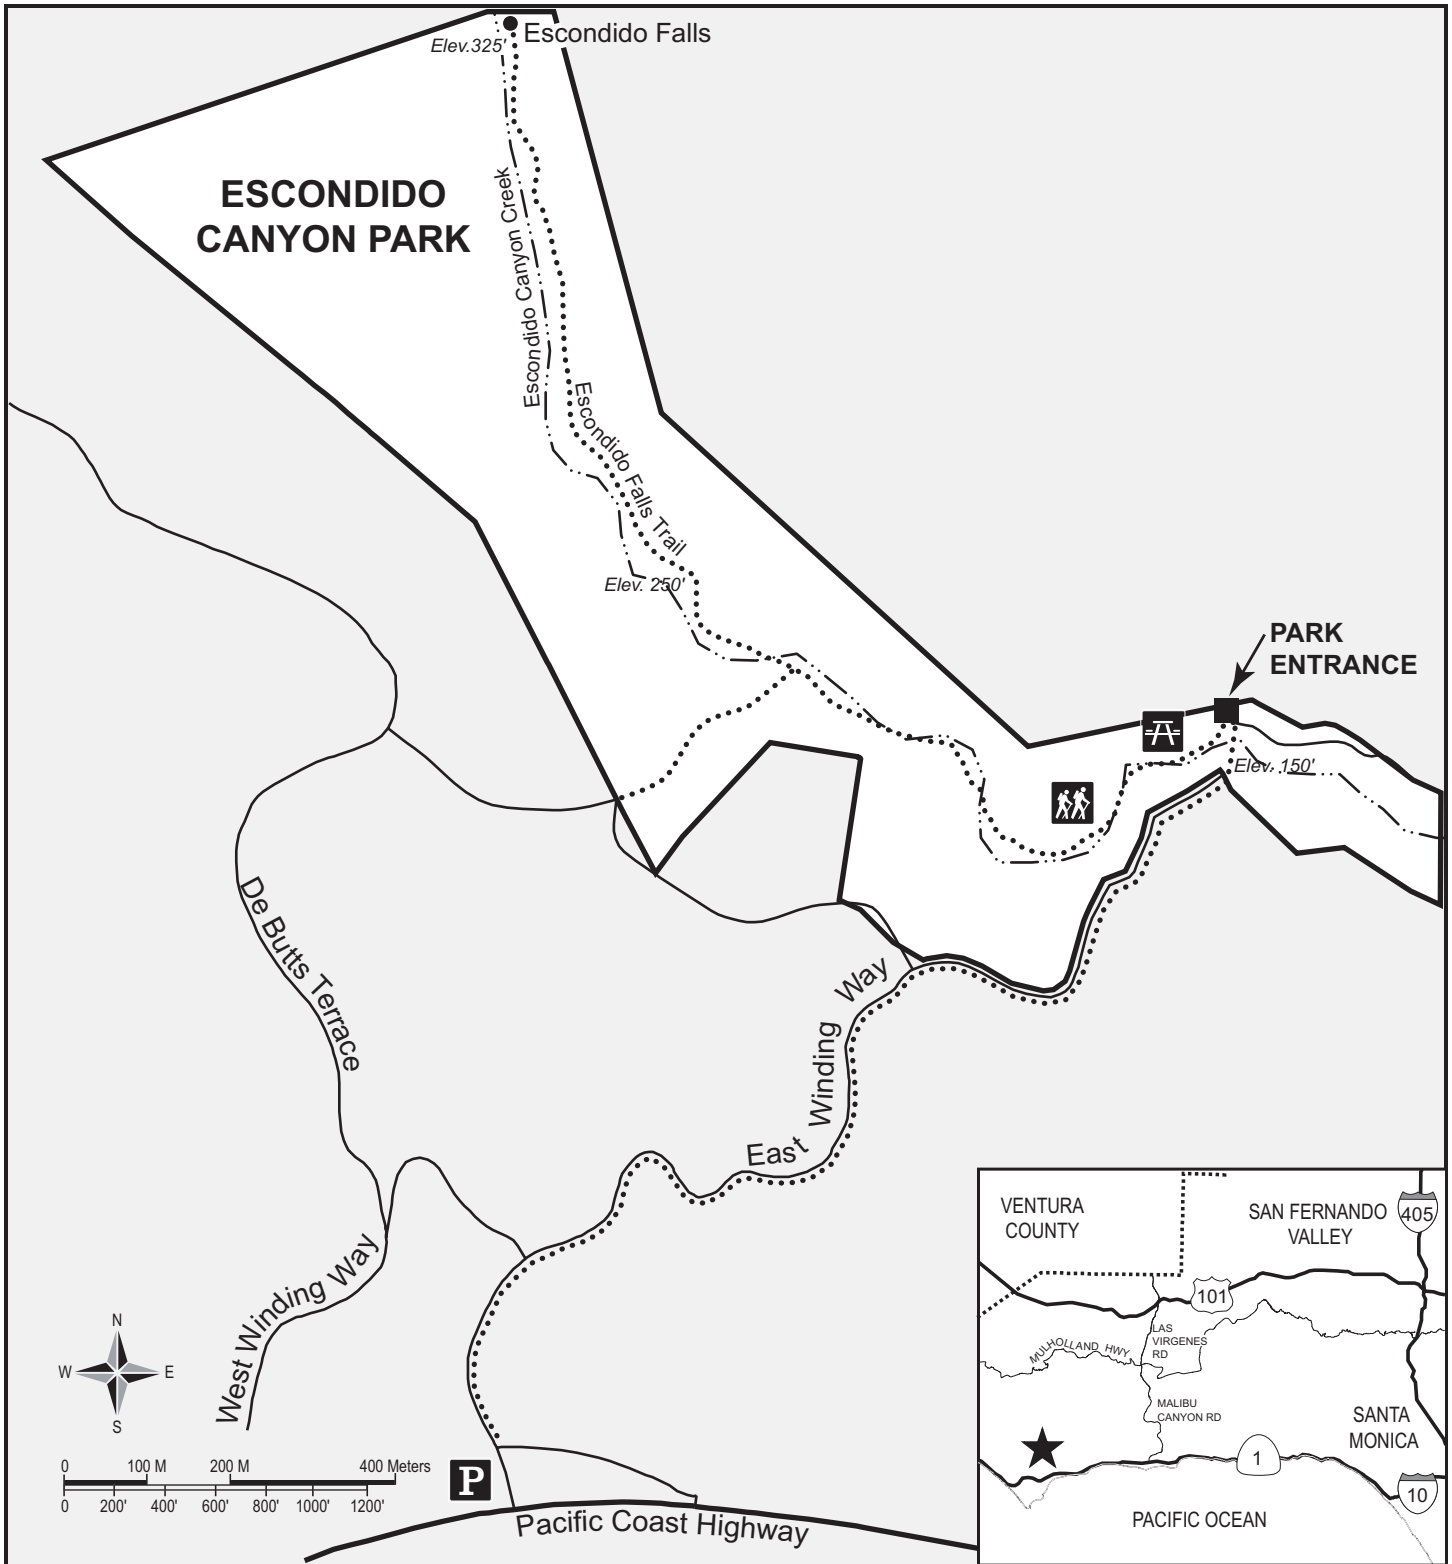 Escondido Falls
Elev.325'
ESCONDIDO
CANYON PARK
Escondido Canyon Creek
Escondido Falls Trail
Elev. 250'
PARK
ENTRANCE
Elev. 150'
De Butts Terrace
East Winding Way
West Winding Way
N
W E
S
0 100 M 200 M 400 Meters
0 200' 400' 600' 800' 1000' 1200'
P
Pacific Coast Highway
VENTURA
COUNTY
SAN FERNANDO
VALLEY
405
101
LAS
VIRGENES
RD
MULHOLLAND HWY
MALIBU
CANYON RD
SANTA
MONICA
1
10
PACIFIC OCEAN